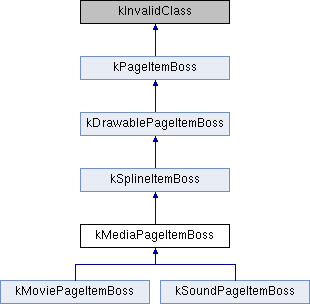 kInvalidClass
kPageItemBoss
kDrawablePageItemBoss
kSplineItemBoss
kMediaPageItemBoss
kMoviePageItemBoss
kSoundPageItemBoss